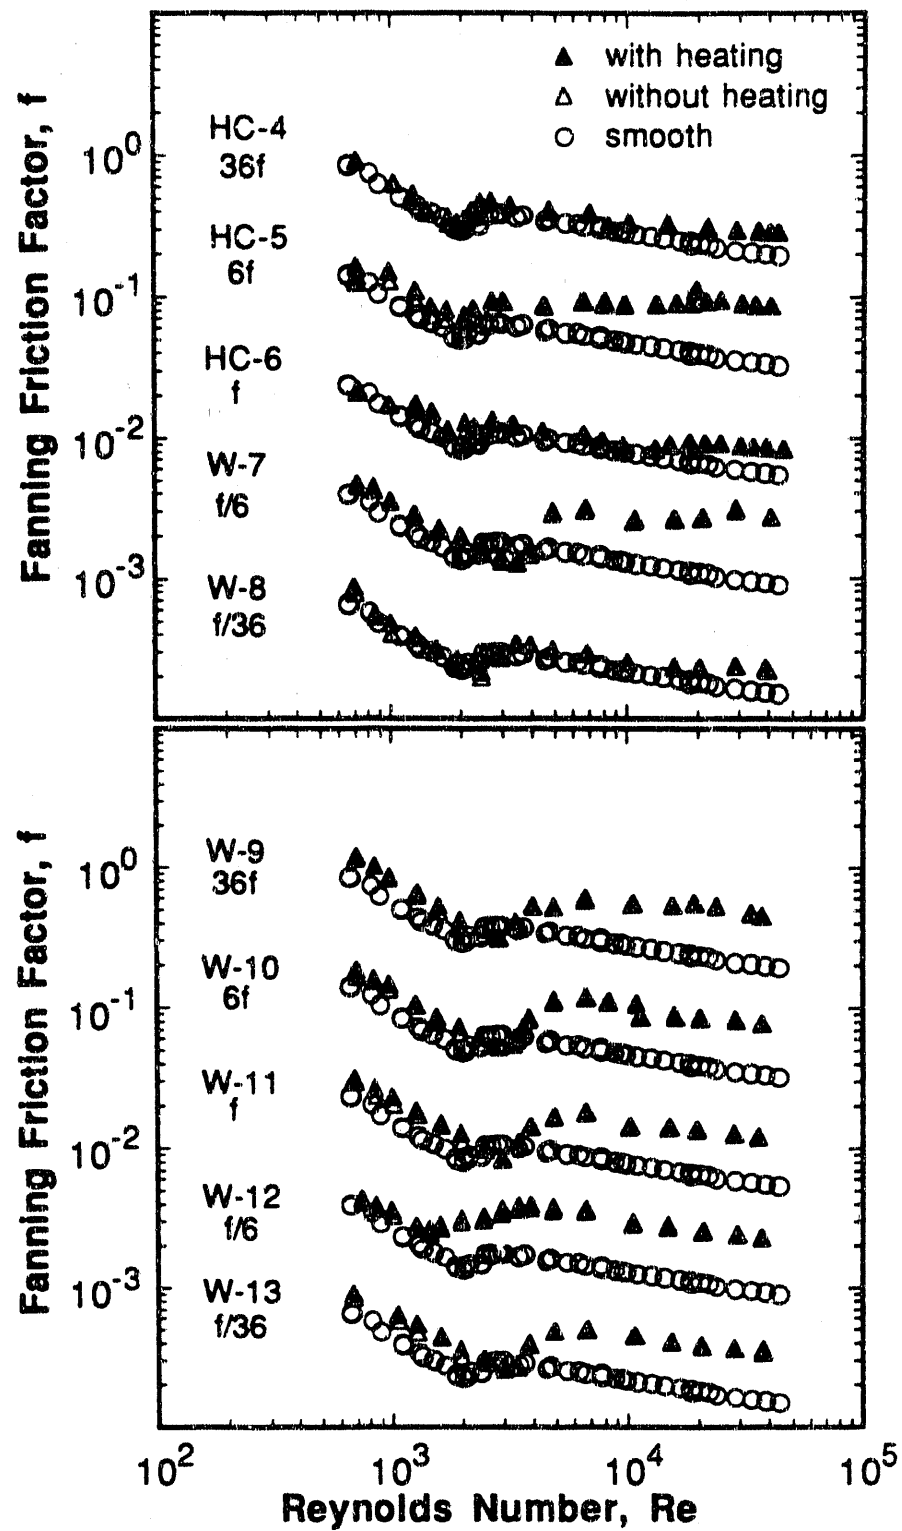 Fanning Friction Factor, f
▲ with heating
△ without heating
○ smooth
HC-4
36f
HC-5
6f
HC-6
f
W-7
f/6
W-8
f/36
10^0
10^-1
10^-2
10^-3
Fanning Friction Factor, f
W-9
36f
W-10
6f
W-11
f
W-12
f/6
W-13
f/36
10^0
10^-1
10^-2
10^-3
10^2 10^3 10^4 10^5
Reynolds Number, Re